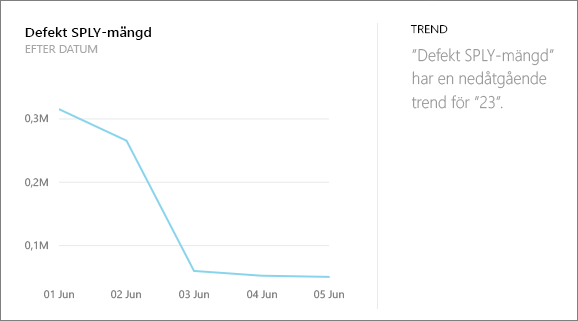 Defekt SPLY-mängd
EFTER DATUM
0,3M
0,2M
0,1M
01 Jun
02 Jun
03 Jun
04 Jun
05 Jun
TREND
”Defekt SPLY-mängd”
har en nedåtgående
trend för ”23”.